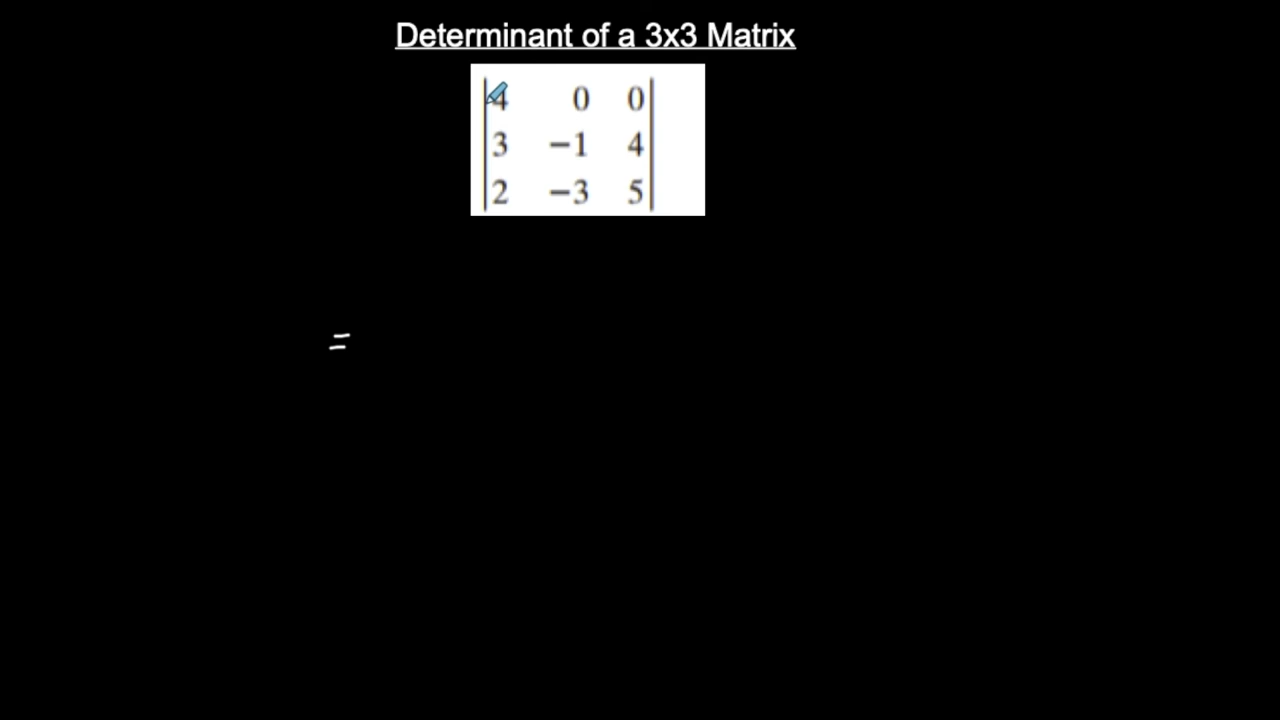 Determinant of a 3x3 Matrix
4 0 0
3 −1 4
2 −3 5
=